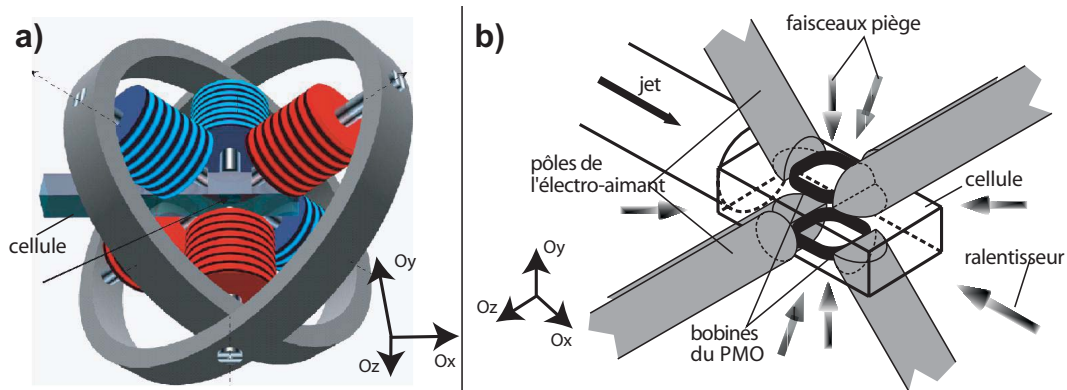 a)
cellule
Oy
Ox
Oz
b)
faisceaux piège
jet
pôles de
l'électro-aimant
cellule
ralentisseur
Oy
Oz
Ox
bobines
du PMO